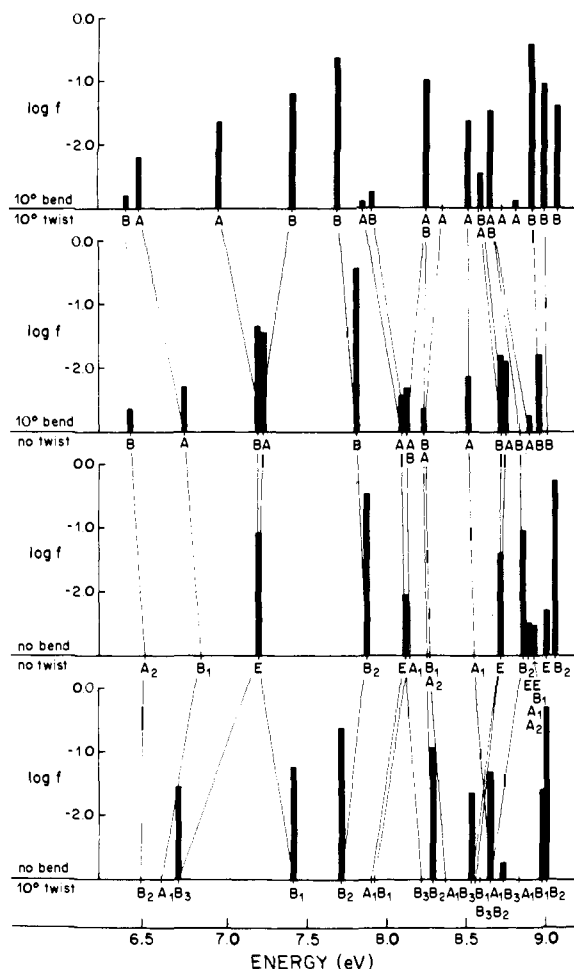 0.0
-1.0
log f
-2.0
10° bend
10° twist
B A A B B A B A A A B A A A B B B
B A B
0.0
-1.0
log f
-2.0
10° bend
no twist
B A B A B A A B A B A A B A B B
B A
0.0
-1.0
log f
-2.0
no bend
no twist
A₂ B₁ E B₂ E A₁ B₁ A₁ E B₂ E B₂
A₂ E E
B₁
A₁
A₂
0.0
-1.0
log f
-2.0
no bend
10° twist
B₂ A₁ B₃ B₁ B₂ A₁ B₁ B₃ B₂ A₁ B₃ B₁ A₁ B₃ A₁ B₁ B₂
B₃ B₂
6.5 7.0 7.5 8.0 8.5 9.0
ENERGY (eV)